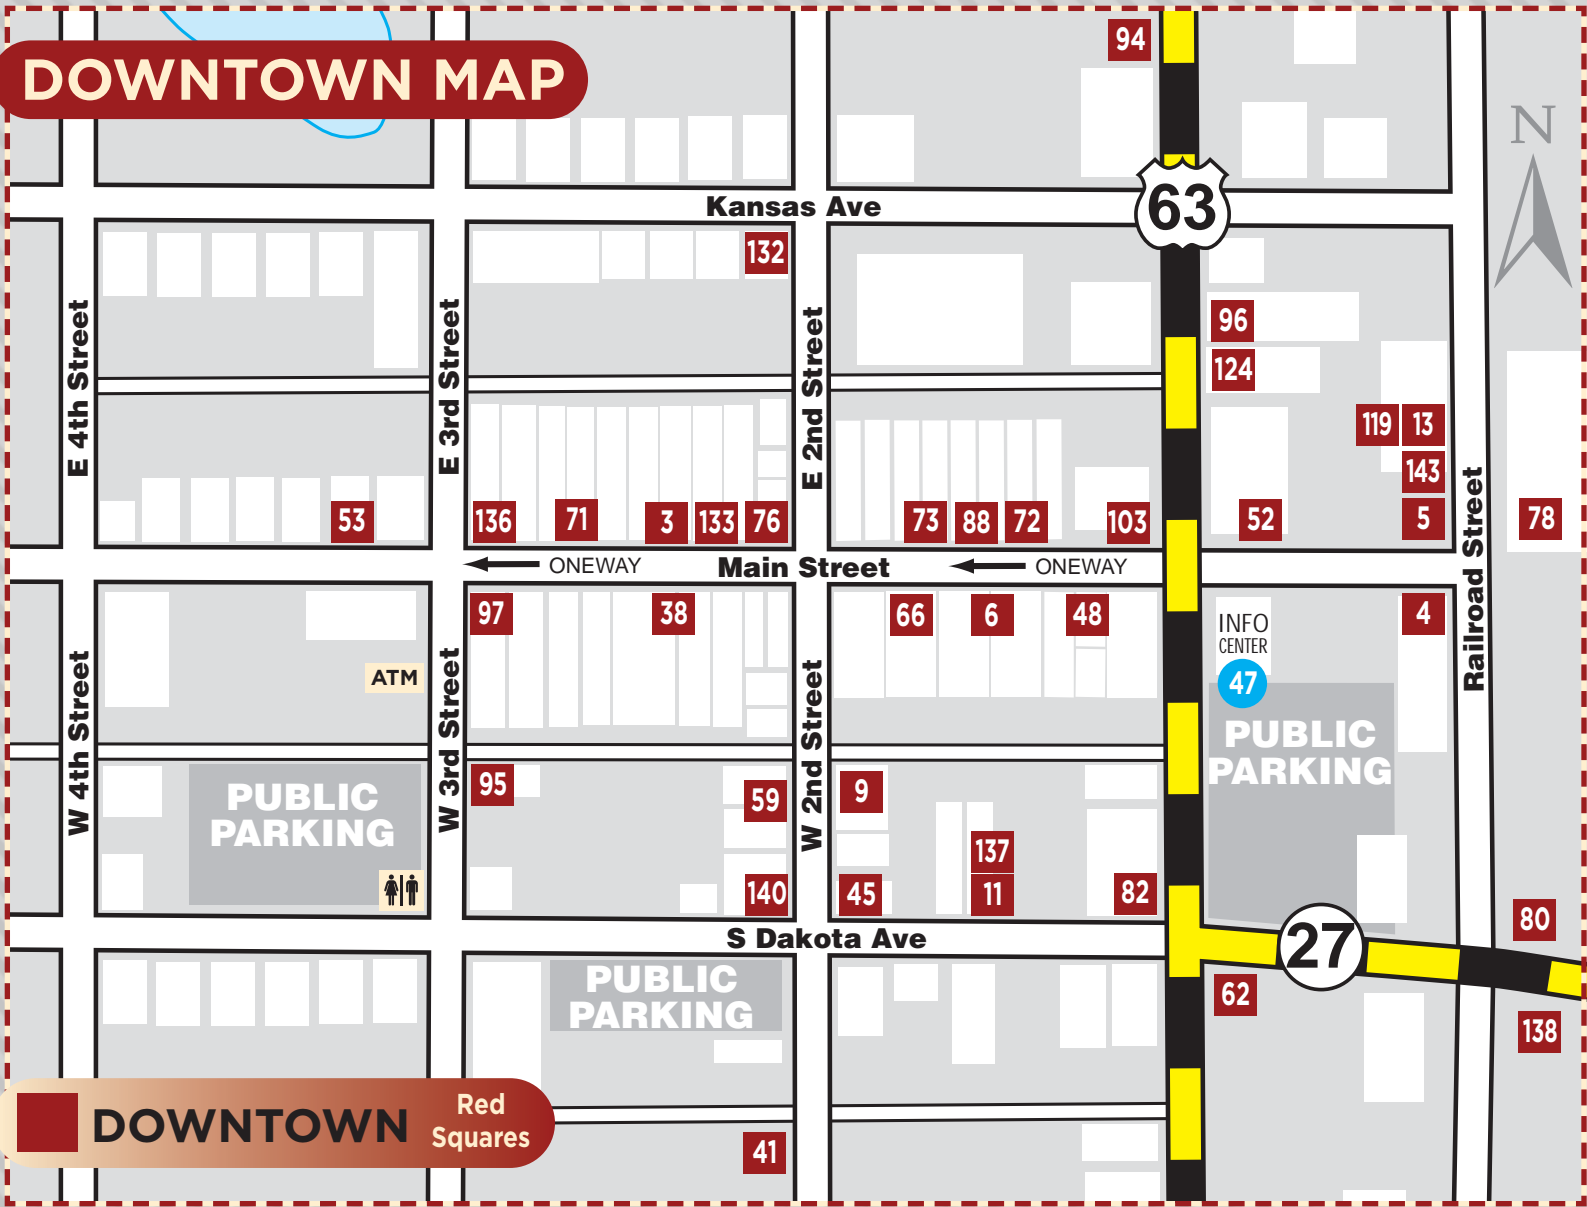 94
DOWNTOWN MAP
N
63
Kansas Ave
132
96
124
E 4th Street
E 3rd Street
E 2nd Street
119
13
143
53
136
71
3
133
76
73
88
72
103
52
5
78
ONEWAY
Main Street
ONEWAY
Railroad Street
97
38
66
6
48
INFO
CENTER
47
4
ATM
W 4th Street
W 3rd Street
W 2nd Street
PUBLIC
PARKING
95
59
9
PUBLIC
PARKING
137
140
45
11
82
S Dakota Ave
27
80
PUBLIC
PARKING
62
138
DOWNTOWN
Red
Squares
41